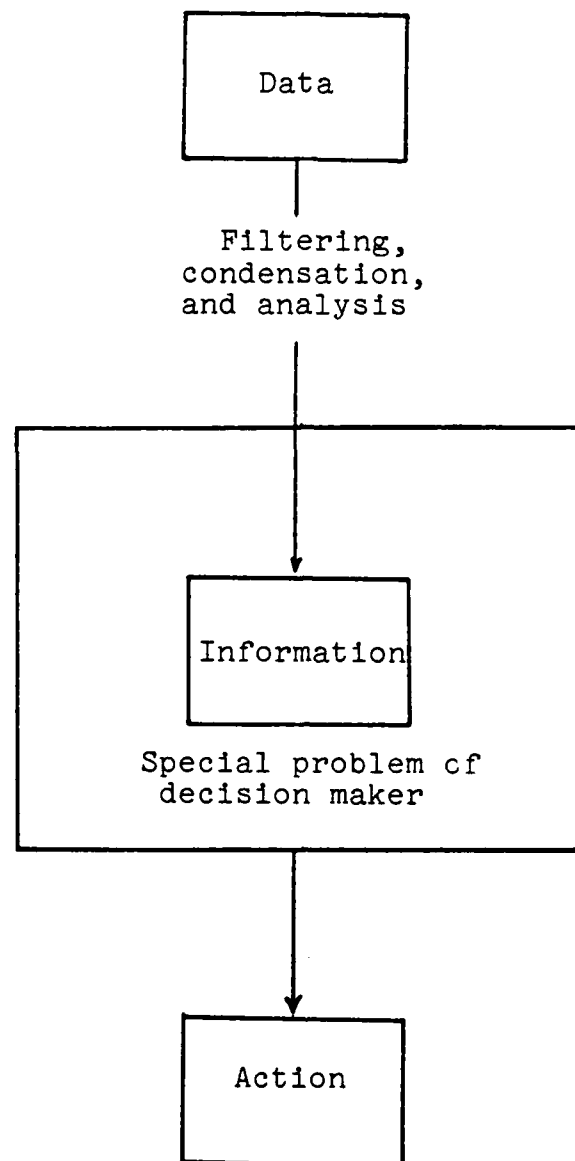 Data
Filtering,
condensation,
and analysis
Information
Special problem cf
decision maker
Action